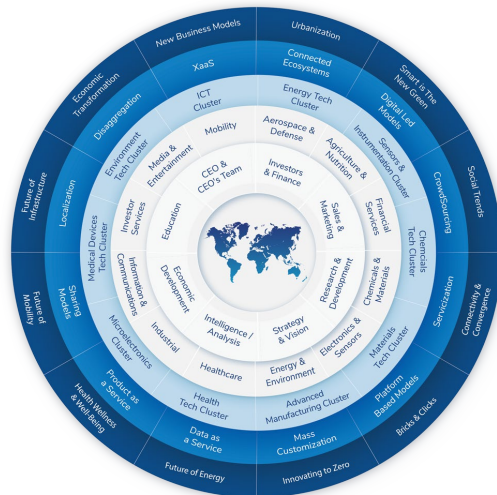 New Business Models
Urbanization
Smart is The
New Green
Social Trends
Connectivity &
Convergence
Bricks & Clicks
Innovating to Zero
Future of Energy
Health Wellness
& Well-Being
Future of
Mobility
Future of
Infrastructure
Economic
Transformation
XaaS
Connected
Ecosystems
Digital Led
Models
CrowdSourcing
Servicization
Platform
Based Models
Mass
Customization
Data as
a Service
Product as
a Service
Sharing
Models
Localization
Disaggregation
ICT
Cluster
Energy Tech
Cluster
Sensors &
Instrumentation Cluster
Chemcials
Tech Cluster
Materials
Tech Cluster
Advanced
Manufacturing Cluster
Health
Tech Cluster
Microelectronics
Cluster
Medical Devices
Tech Cluster
Environment
Tech Cluster
Mobility
Aerospace &
Defense
Agriculture &
Nutrition
Financial
Services
Chemicals &
Materials
Electronics &
Sensors
Energy &
Environment
Healthcare
Industrial
Information &
Communications
Investor
Services
Media &
Entertainment
CEO &
CEO's Team
Investors
& Finance
Sales &
Marketing
Research &
Development
Strategy
& Vision
Intelligence /
Analysis
Economic
Development
Education